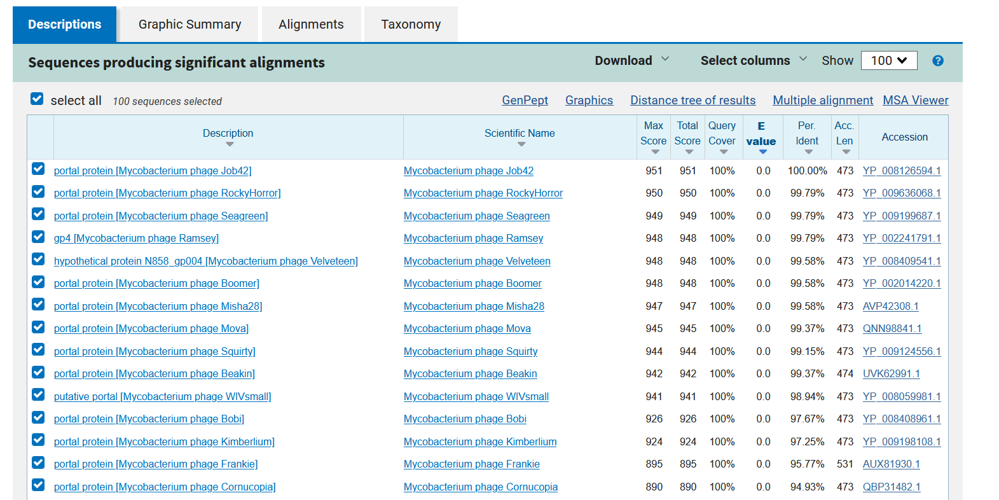 Descriptions Graphic Summary Alignments Taxonomy
Sequences producing significant alignments Download Select columns Show 100 ?
select all 100 sequences selected GenPept Graphics Distance tree of results Multiple alignment MSA Viewer
Description Scientific Name Max Score Total Score Query Cover E value Per. Ident Acc. Len Accession
portal protein [Mycobacterium phage Job42] Mycobacterium phage Job42 951 951 100% 0.0 100.00% 473 YP_008126594.1
portal protein [Mycobacterium phage RockyHorror] Mycobacterium phage RockyHorror 950 950 100% 0.0 99.79% 473 YP_009636068.1
portal protein [Mycobacterium phage Seagreen] Mycobacterium phage Seagreen 949 949 100% 0.0 99.79% 473 YP_009199687.1
gp4 [Mycobacterium phage Ramsey] Mycobacterium phage Ramsey 948 948 100% 0.0 99.79% 473 YP_002241791.1
hypothetical protein N858_gp004 [Mycobacterium phage Velveteen] Mycobacterium phage Velveteen 948 948 100% 0.0 99.58% 473 YP_008409541.1
portal protein [Mycobacterium phage Boomer] Mycobacterium phage Boomer 948 948 100% 0.0 99.58% 473 YP_002014220.1
portal protein [Mycobacterium phage Misha28] Mycobacterium phage Misha28 947 947 100% 0.0 99.58% 473 AVP42308.1
portal protein [Mycobacterium phage Mova] Mycobacterium phage Mova 945 945 100% 0.0 99.37% 473 QNN98841.1
portal protein [Mycobacterium phage Squirty] Mycobacterium phage Squirty 944 944 100% 0.0 99.15% 473 YP_009124556.1
portal protein [Mycobacterium phage Beakin] Mycobacterium phage Beakin 942 942 100% 0.0 99.37% 474 UVK62991.1
putative portal [Mycobacterium phage WIVsmall] Mycobacterium phage WIVsmall 941 941 100% 0.0 98.94% 473 YP_008059981.1
portal protein [Mycobacterium phage Bobi] Mycobacterium phage Bobi 926 926 100% 0.0 97.67% 473 YP_008408961.1
portal protein [Mycobacterium phage Kimberlium] Mycobacterium phage Kimberlium 924 924 100% 0.0 97.25% 473 YP_009198108.1
portal protein [Mycobacterium phage Frankie] Mycobacterium phage Frankie 895 895 100% 0.0 95.77% 531 AUX81930.1
portal protein [Mycobacterium phage Cornucopia] Mycobacterium phage Cornucopia 890 890 100% 0.0 94.93% 473 QBP31482.1